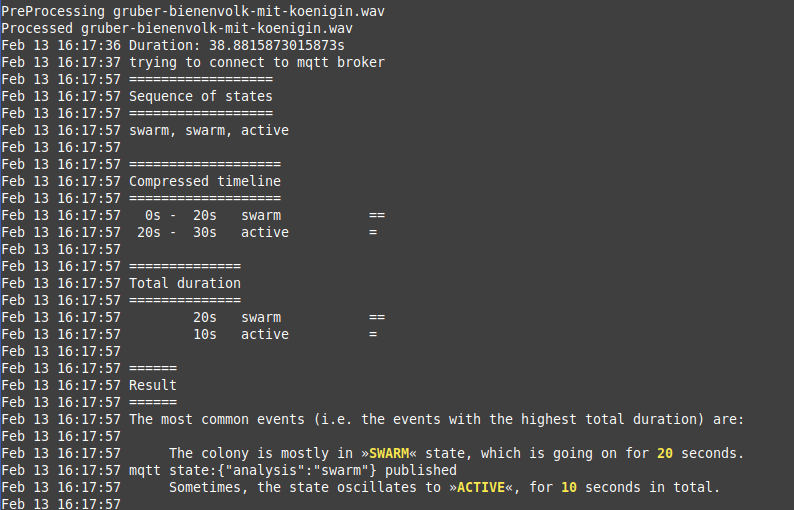 PreProcessing gruber-bienenvolk-mit-koenigin.wav
Processed gruber-bienenvolk-mit-koenigin.wav
Feb 13 16:17:36 Duration: 38.8815873015873s
Feb 13 16:17:37 trying to connect to mqtt broker
Feb 13 16:17:57 ==================
Feb 13 16:17:57 Sequence of states
Feb 13 16:17:57 ==================
Feb 13 16:17:57 swarm, swarm, active
Feb 13 16:17:57
Feb 13 16:17:57 ===================
Feb 13 16:17:57 Compressed timeline
Feb 13 16:17:57 ===================
Feb 13 16:17:57   0s -  20s   swarm           ==
Feb 13 16:17:57  20s -  30s   active          =
Feb 13 16:17:57
Feb 13 16:17:57 ==============
Feb 13 16:17:57 Total duration
Feb 13 16:17:57 ==============
Feb 13 16:17:57         20s   swarm           ==
Feb 13 16:17:57         10s   active          =
Feb 13 16:17:57
Feb 13 16:17:57 ======
Feb 13 16:17:57 Result
Feb 13 16:17:57 ======
Feb 13 16:17:57 The most common events (i.e. the events with the highest total duration) are:
Feb 13 16:17:57
Feb 13 16:17:57      The colony is mostly in »SWARM« state, which is going on for 20 seconds.
Feb 13 16:17:57 mqtt state:{"analysis":"swarm"} published
Feb 13 16:17:57      Sometimes, the state oscillates to »ACTIVE«, for 10 seconds in total.
Feb 13 16:17:57